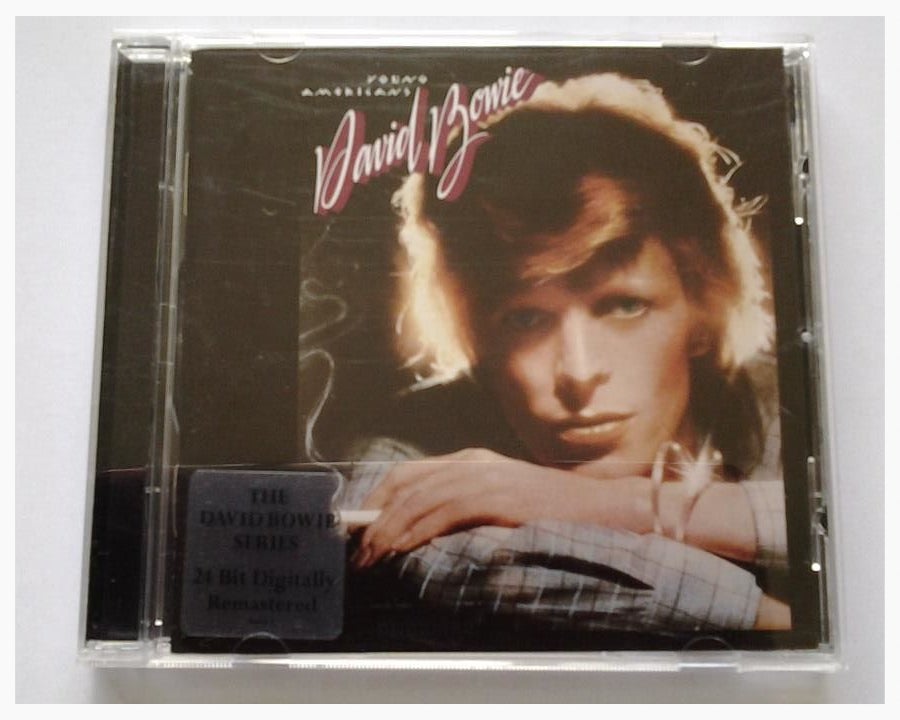 YOUNG
AMERICANS
David Bowie
THE
DAVID BOWIE
SERIES
24 Bit Digitally
Remastered